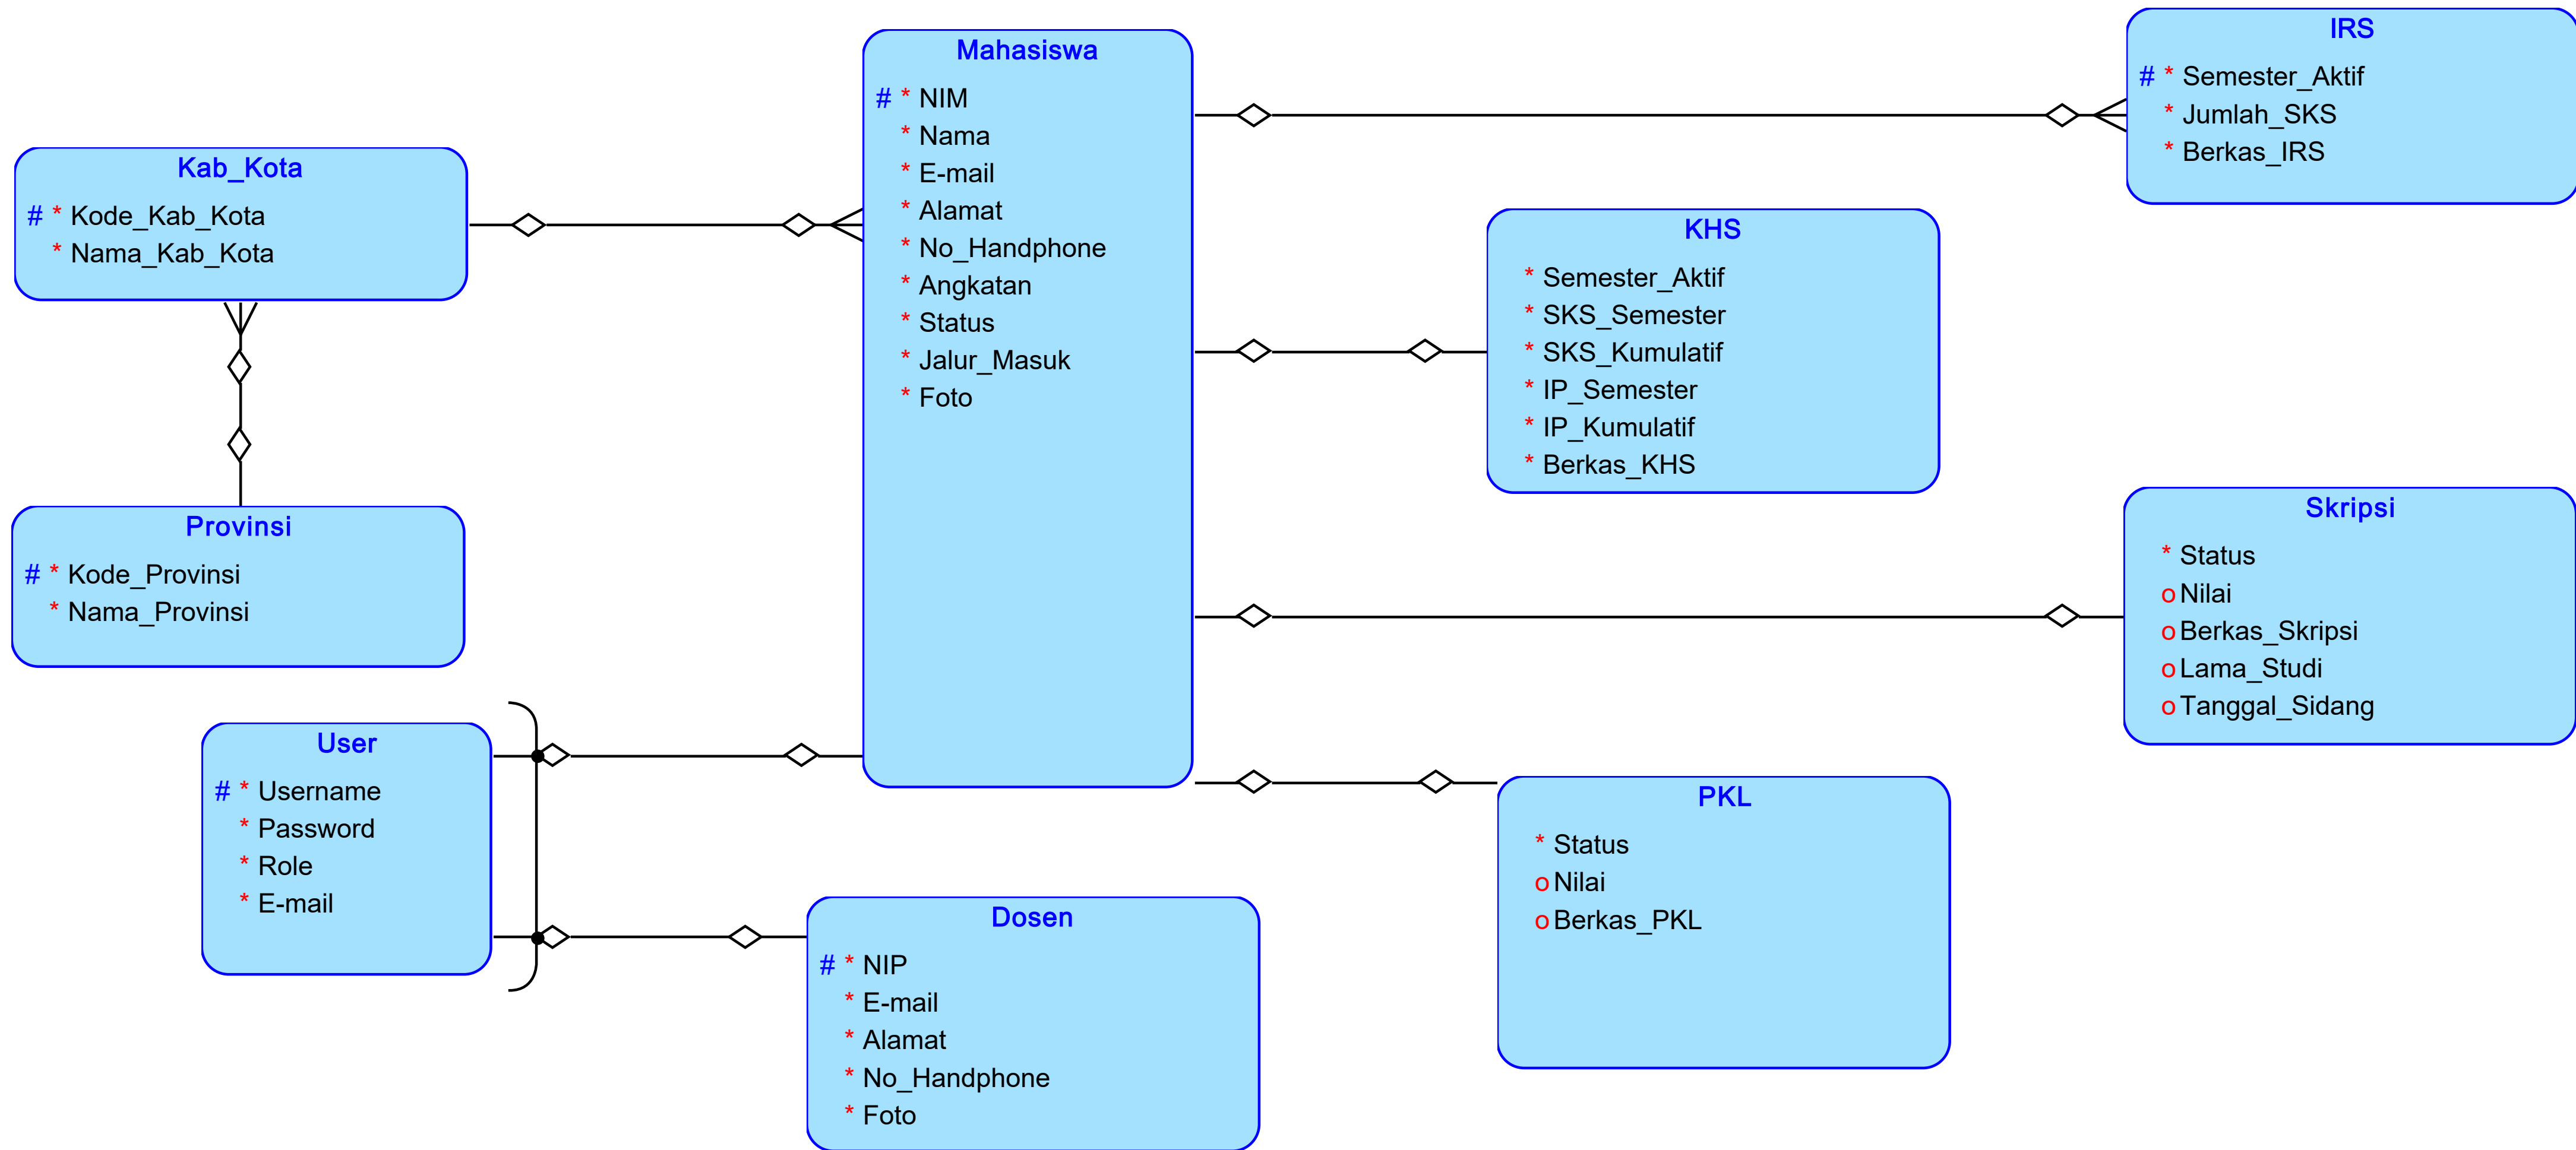 Mahasiswa
# * NIM
* Nama
* E-mail
* Alamat
* No_Handphone
* Angkatan
* Status
* Jalur_Masuk
* Foto
IRS
# * Semester_Aktif
* Jumlah_SKS
* Berkas_IRS
Kab_Kota
# * Kode_Kab_Kota
* Nama_Kab_Kota
KHS
* Semester_Aktif
* SKS_Semester
* SKS_Kumulatif
* IP_Semester
* IP_Kumulatif
* Berkas_KHS
Provinsi
# * Kode_Provinsi
* Nama_Provinsi
Skripsi
* Status
o Nilai
o Berkas_Skripsi
o Lama_Studi
o Tanggal_Sidang
User
# * Username
* Password
* Role
* E-mail
PKL
* Status
o Nilai
o Berkas_PKL
Dosen
# * NIP
* E-mail
* Alamat
* No_Handphone
* Foto